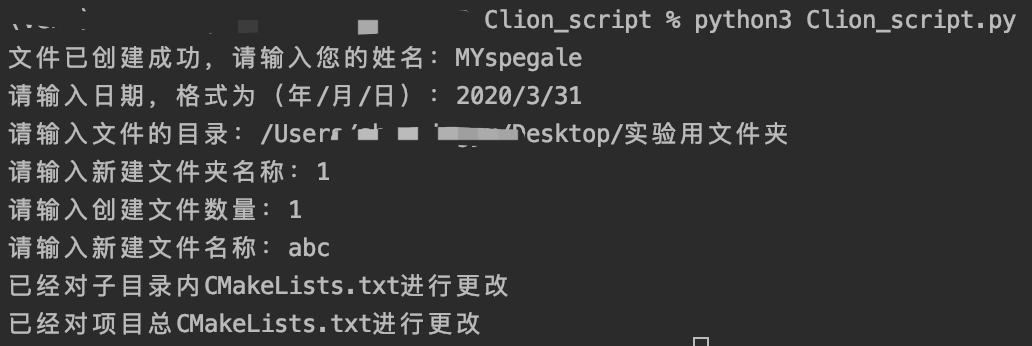 Clion_script % python3 Clion_script.py
文件已创建成功，请输入您的姓名：MYspegale
请输入日期，格式为（年/月/日）：2020/3/31
请输入文件的目录：/Users Desktop/实验用文件夹
请输入新建文件夹名称：1
请输入创建文件数量：1
请输入新建文件名称：abc
已经对子目录内CMakeLists.txt进行更改
已经对项目总CMakeLists.txt进行更改